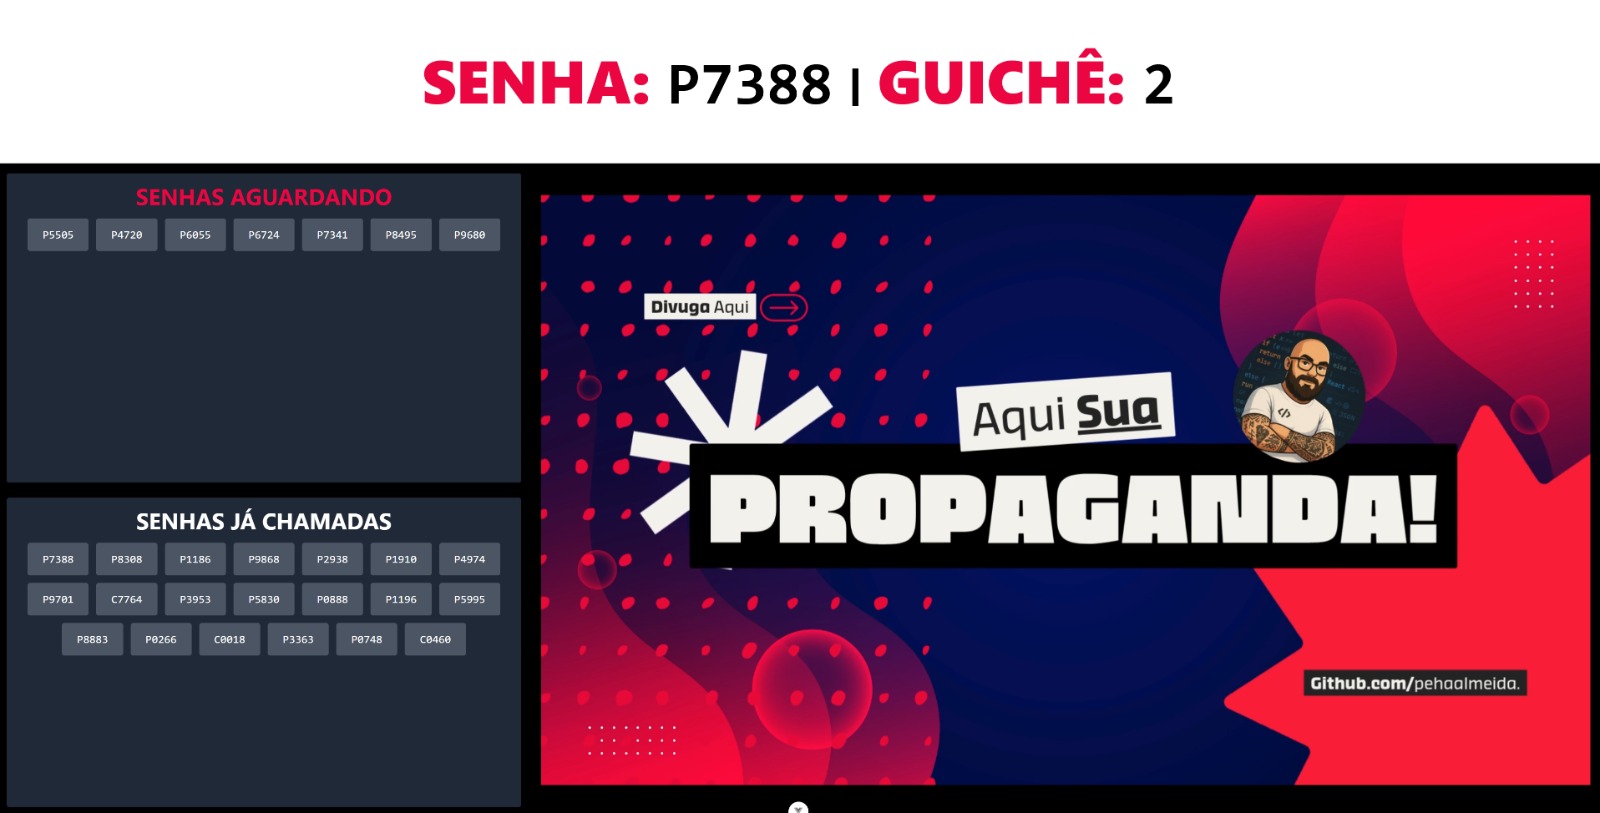 SENHA: P7388 | GUICHÊ: 2
SENHAS AGUARDANDO
P5505 P4720 P6055 P6724 P7341 P8495 P9680
SENHAS JÁ CHAMADAS
P7388 P8308 P1186 P9868 P2938 P1910 P4974
P9701 C7764 P3953 P5830 P0888 P1196 P5995
P8883 P0266 C0018 P3363 P0748 C0460
Divuga Aqui
Aqui Sua
PROPAGANDA!
Github.com/pehaalmeida.